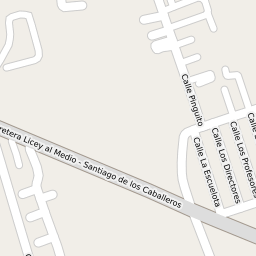 Calle Pinguito
retera Licey al Medio - Santiago de los Caballeros
Calle La Escuelota
Calle Los Directores
Calle Los Profesores